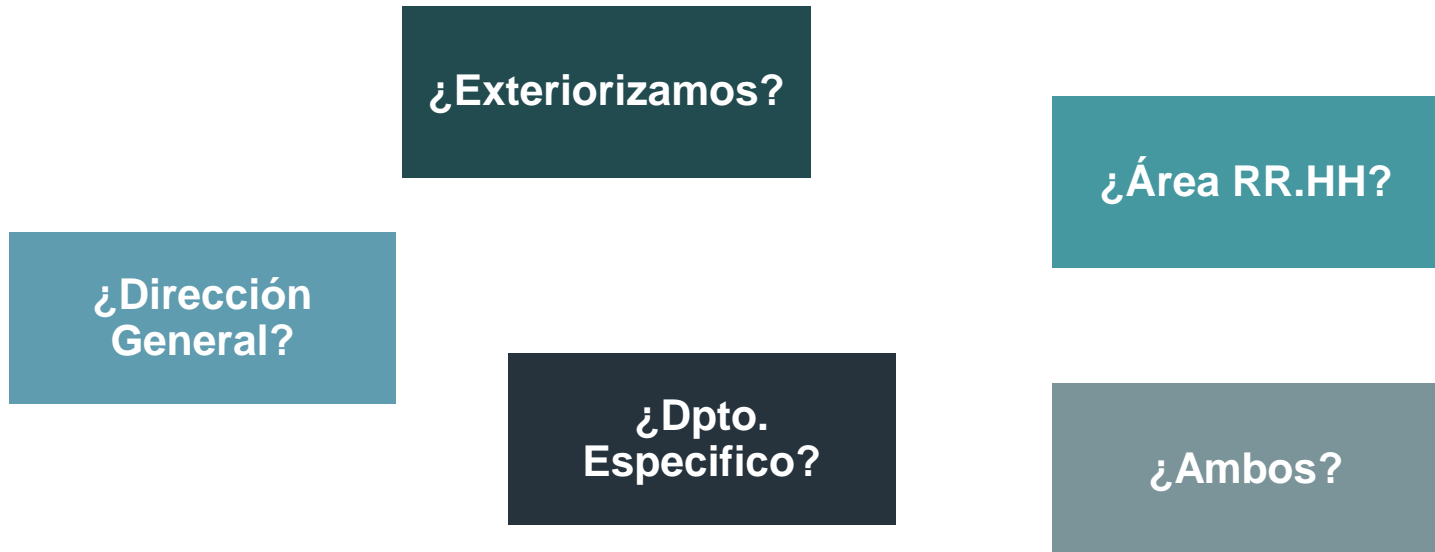 ¿Exteriorizamos?
¿Área RR.HH?
¿Dirección
General?
¿Dpto.
Especifico?
¿Ambos?